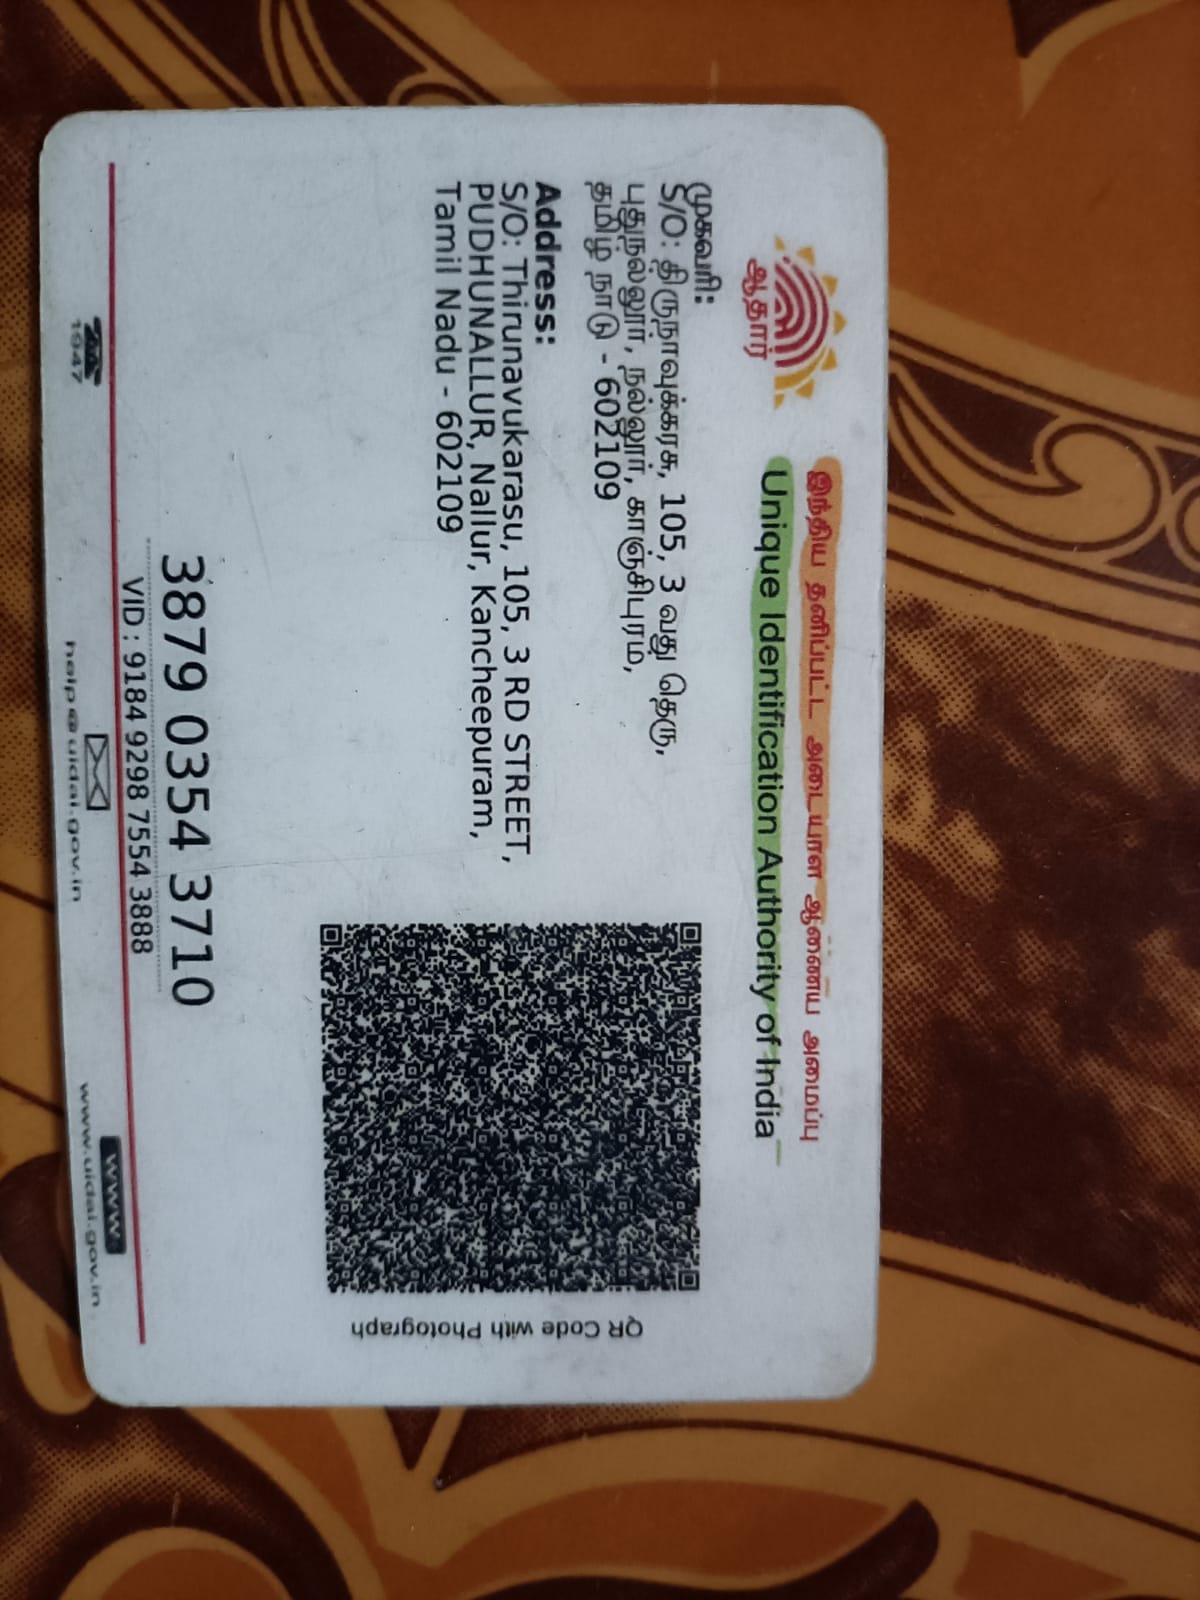 ஆதார்
இந்திய தனிப்பட்ட அடையாள ஆணைய அமைப்பு
Unique Identification Authority of India
முகவரி:
S/O: திருநாவுக்கரசு, 105, 3 வது தெரு,
புதுநல்லூர், நல்லூர், காஞ்சிபுரம்,
தமிழ் நாடு - 602109
Address:
S/O: Thirunavukarasu, 105, 3 RD STREET,
PUDHUNALLUR, Nallur, Kancheepuram,
Tamil Nadu - 602109
QR Code with Photograph
3879 0354 3710
VID : 9184 9298 7554 3888
1947
help@uidai.gov.in
www
www.uidai.gov.in